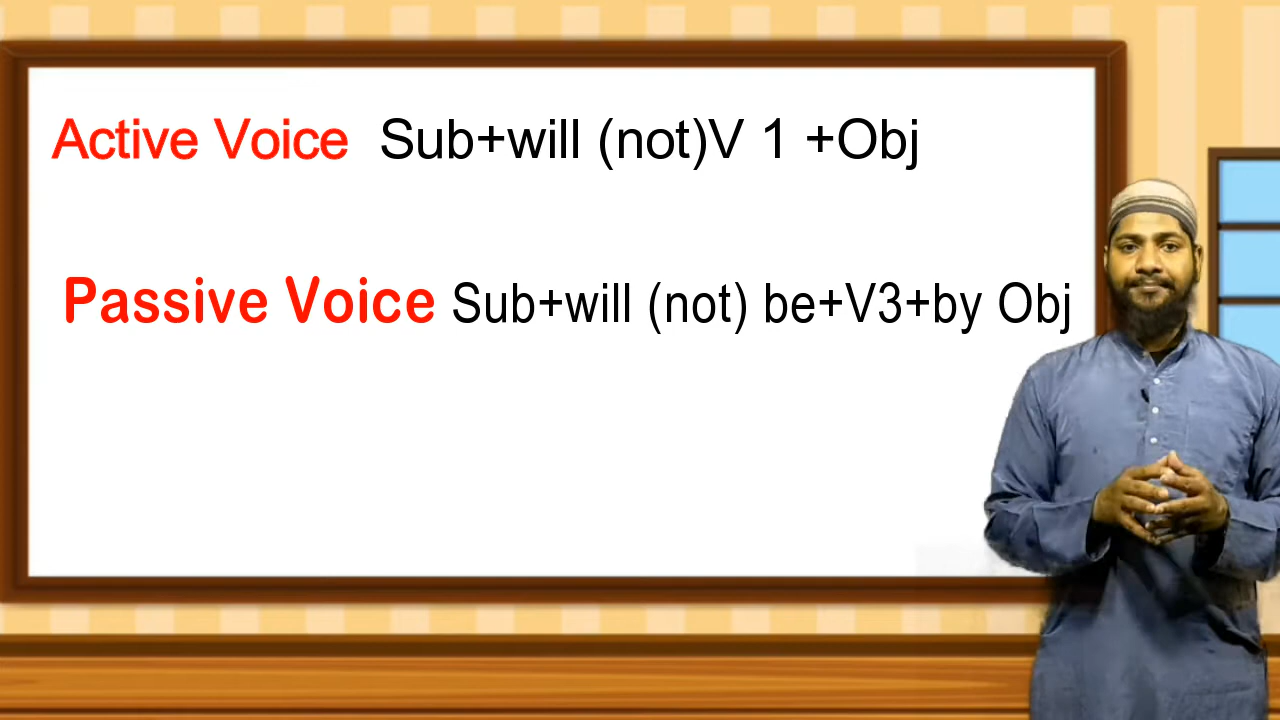 Active Voice Sub+will (not)V 1 +Obj
Passive Voice Sub+will (not) be+V3+by Obj